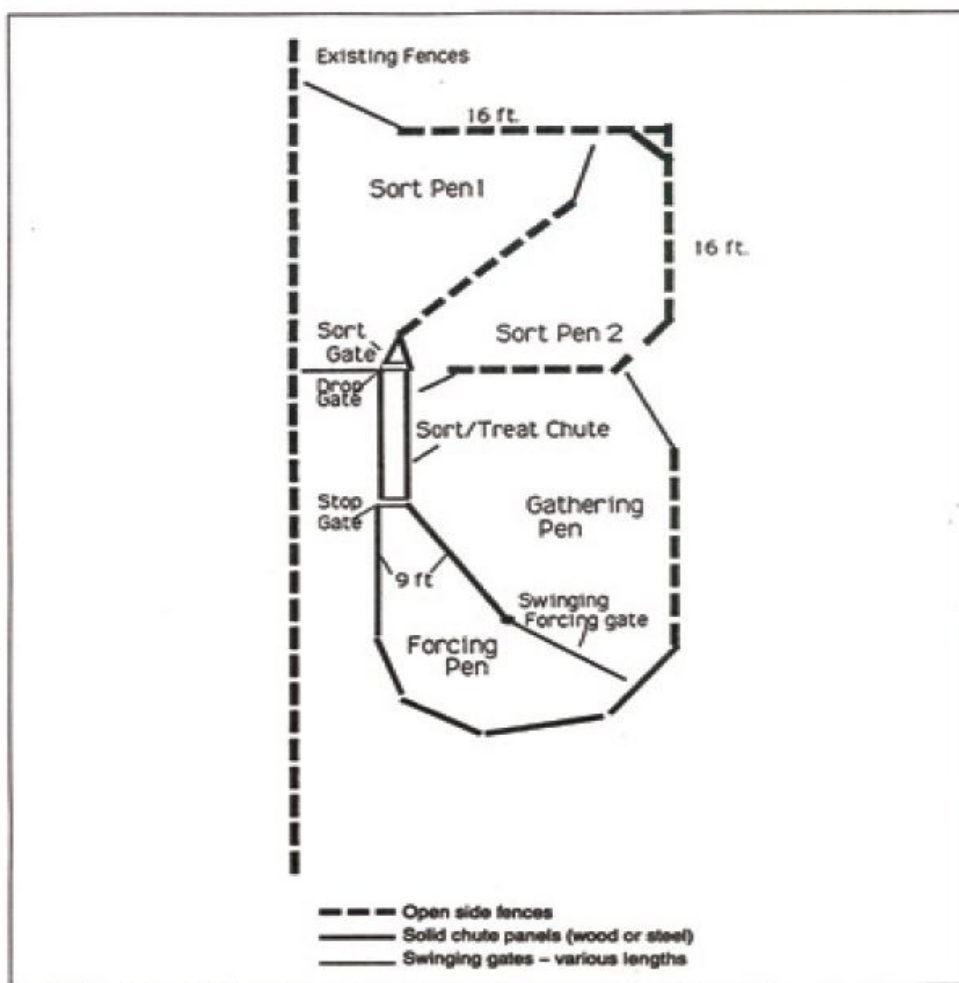 Existing Fences
16 ft.
Sort Pen 1
16 ft.
Sort
Gate
Sort Pen 2
Drop
Gate
Sort/Treat Chute
Stop
Gate
Gathering
Pen
9 ft
Swinging
Forcing gate
Forcing
Pen
Open side fences
Solid chute panels (wood or steel)
Swinging gates – various lengths